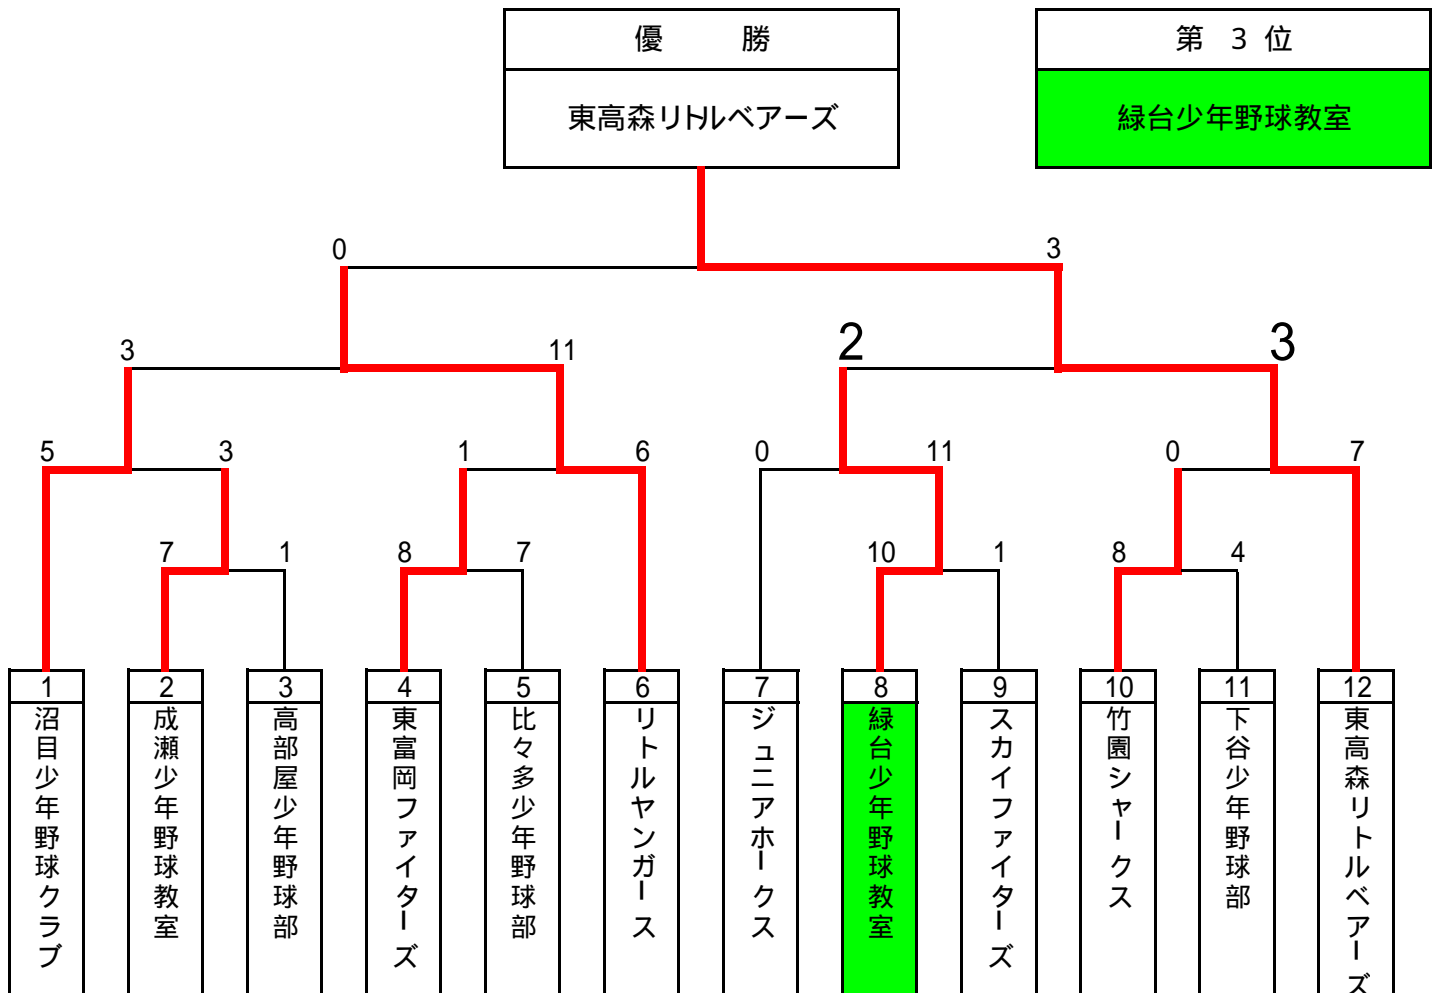 優 勝
第 3 位
東高森リトルベアーズ
緑台少年野球教室
0
3
3
11
2
3
5
3
1
6
0
11
0
7
7
1
8
7
10
1
8
4
1
2
3
4
5
6
7
8
9
10
11
12
沼目少年野球クラブ
成瀬少年野球教室
高部屋少年野球部
東富岡ファイターズ
比々多少年野球部
リトルヤンガース
ジュニアホークス
緑台少年野球教室
スカイファイターズ
竹園シャークス
下谷少年野球部
東高森リトルベアーズ